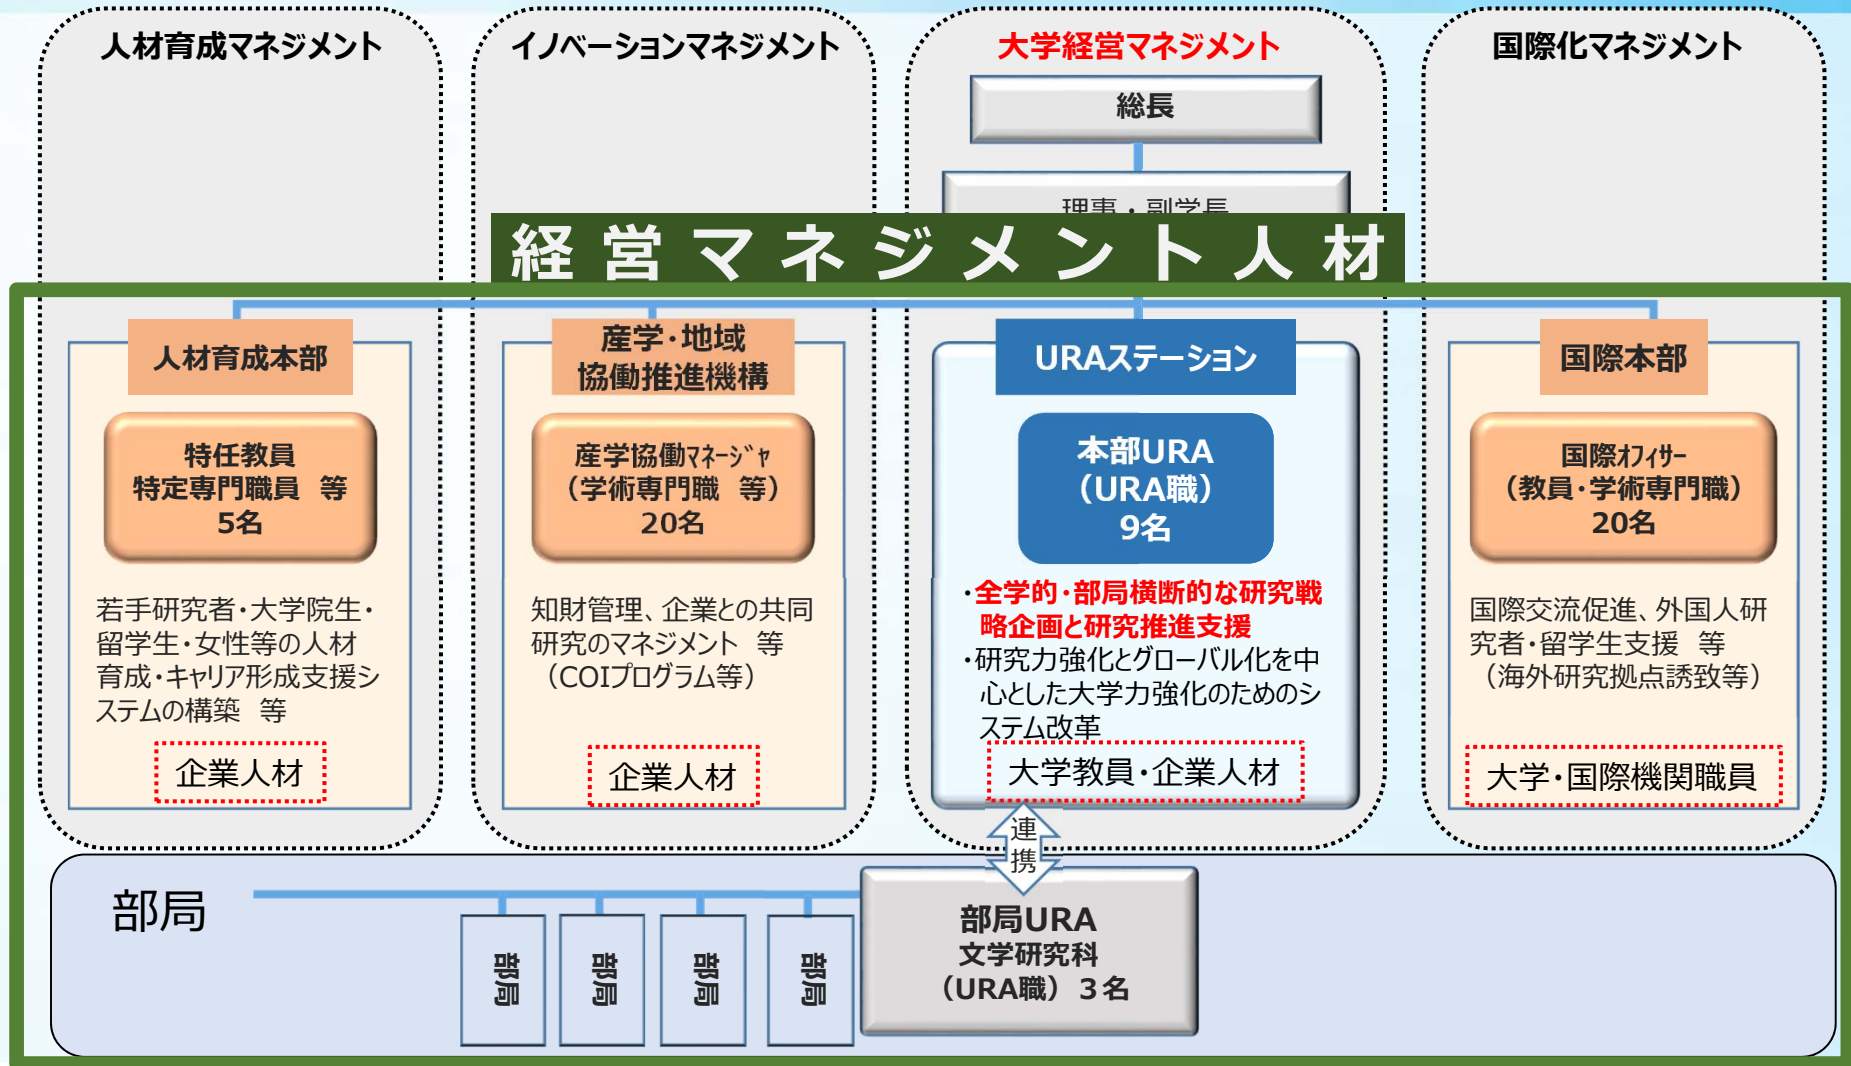 人材育成マネジメント
イノベーションマネジメント
大学経営マネジメント
国際化マネジメント
総長
理事・副学長
経営マネジメント人材
人材育成本部
特任教員
特定専門職員 等
5名
若手研究者・大学院生・
留学生・女性等の人材
育成・キャリア形成支援シ
ステムの構築 等
企業人材
産学・地域
協働推進機構
産学協働ﾏﾈｰｼﾞｬ
（学術専門職 等）
20名
知財管理、企業との共同
研究のマネジメント 等
（COIプログラム等）
企業人材
URAステーション
本部URA
（URA職）
9名
・全学的・部局横断的な研究戦
略企画と研究推進支援
・研究力強化とグローバル化を中
心とした大学力強化のためのシ
ステム改革
大学教員・企業人材
国際本部
国際ｵﾌｨｻｰ
（教員・学術専門職）
20名
国際交流促進、外国人研
究者・留学生支援 等
（海外研究拠点誘致等）
大学・国際機関職員
連
携
部局
部局
部局
部局
部局
部局URA
文学研究科
（URA職）３名